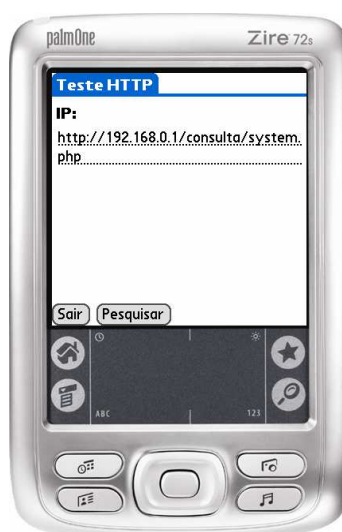 palmOne
Zire 72s
Teste HTTP
IP:
http://192.168.0.1/consulta/system.
php
Sair Pesquisar
ABC 123